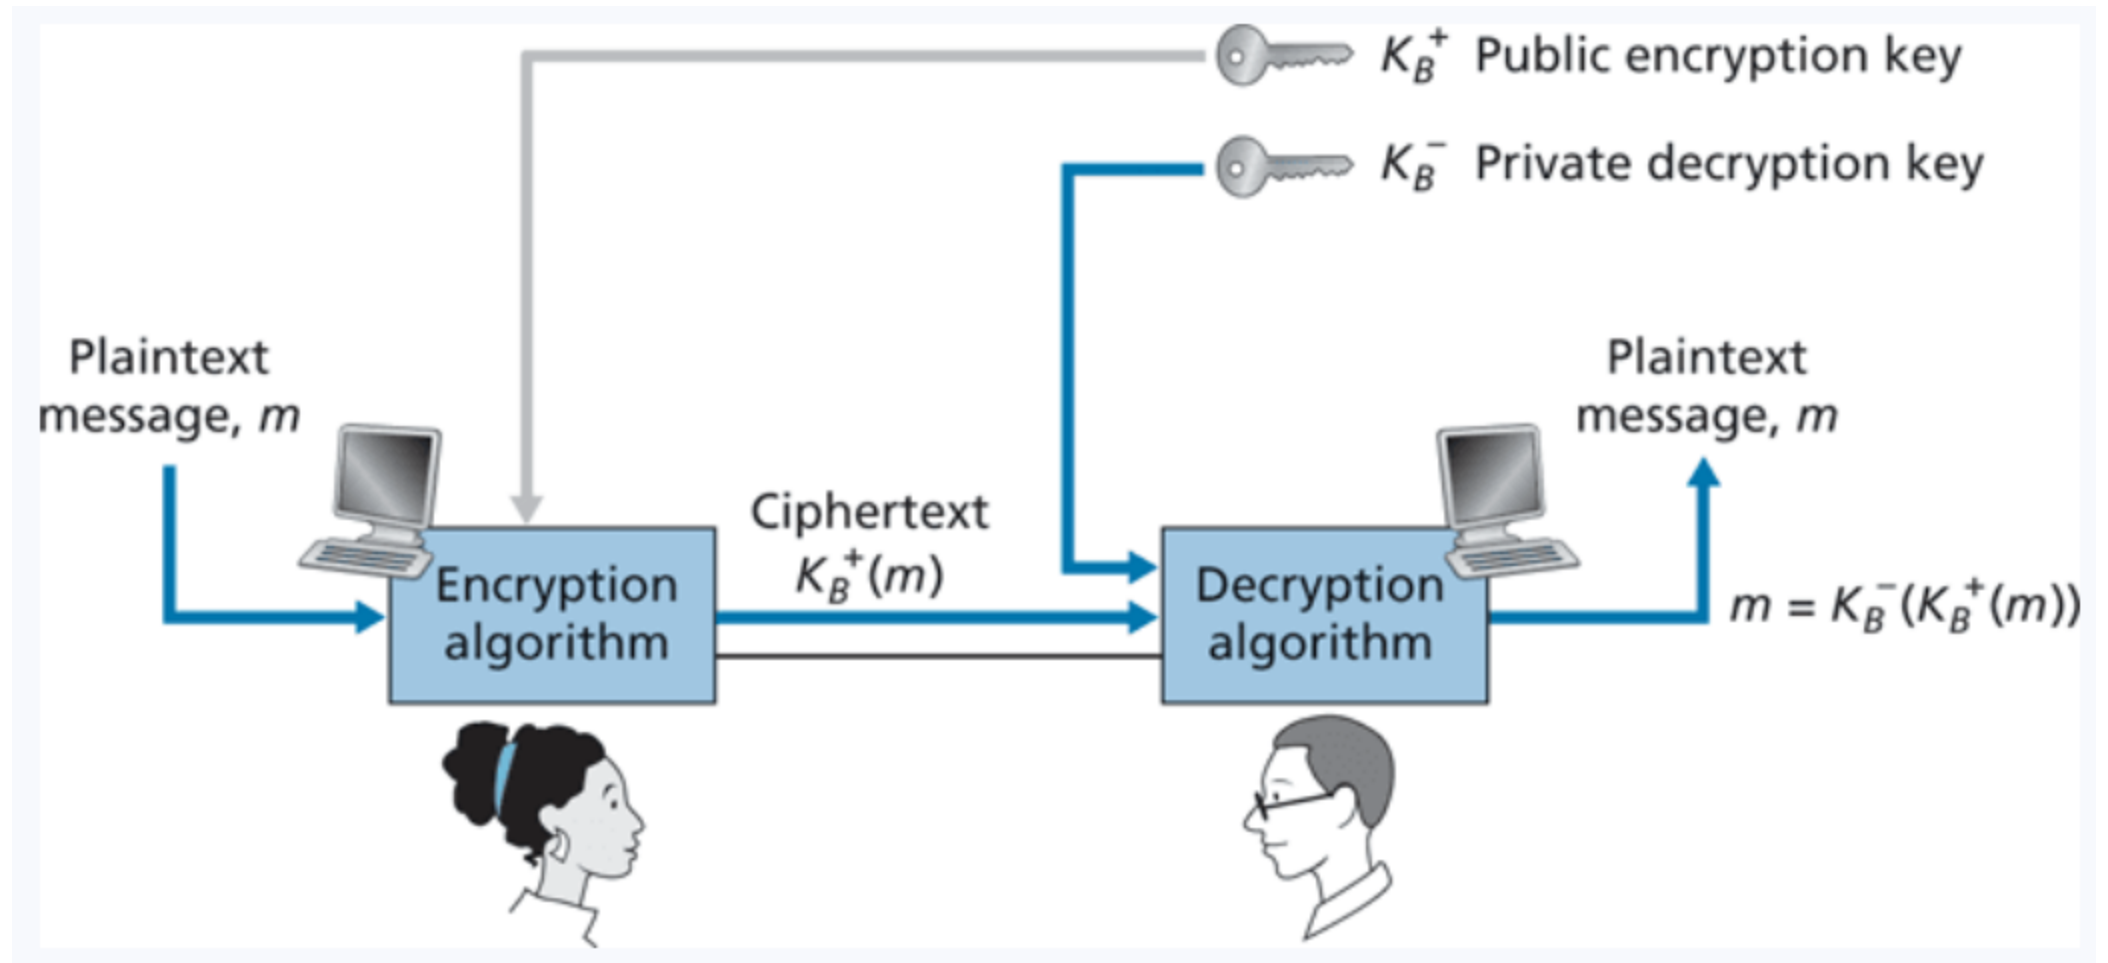 K_B^+ Public encryption key
K_B^- Private decryption key
Plaintext
message, m
Plaintext
message, m
Ciphertext
K_B^+(m)
Encryption
algorithm
Decryption
algorithm
m = K_B^-(K_B^+(m))